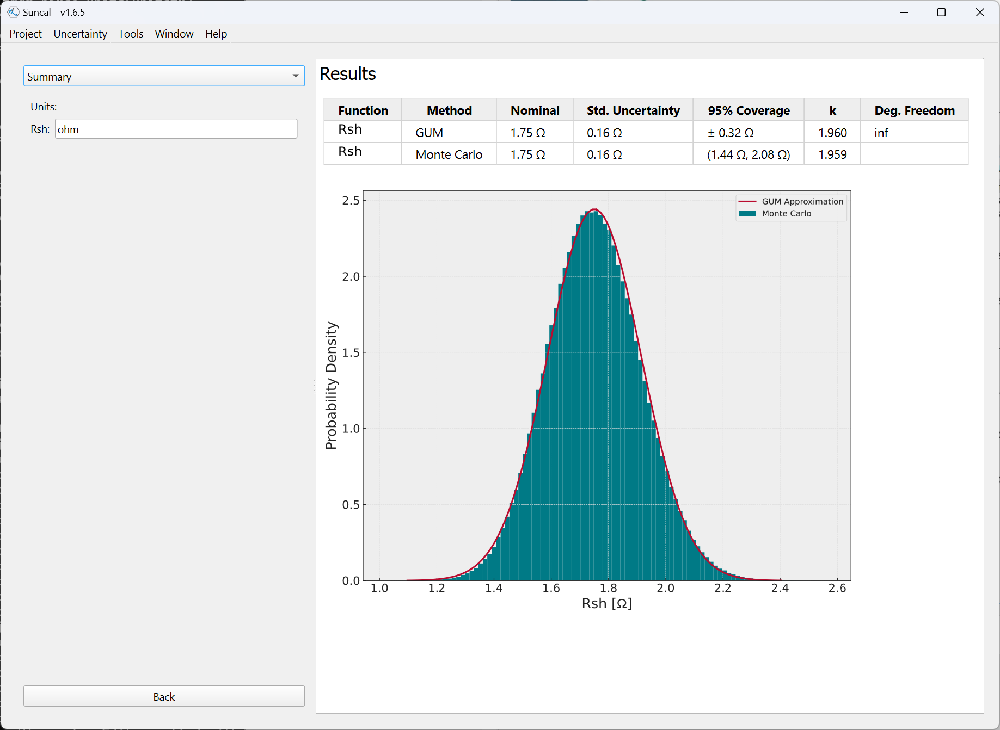 Suncal - v1.6.5
Project Uncertainty Tools Window Help
Summary
Units:
Rsh: ohm
Back
Results
Function Method Nominal Std. Uncertainty 95% Coverage k Deg. Freedom
Rsh GUM 1.75 Ω 0.16 Ω ± 0.32 Ω 1.960 inf
Rsh Monte Carlo 1.75 Ω 0.16 Ω (1.44 Ω, 2.08 Ω) 1.959
GUM Approximation
Monte Carlo
Probability Density
2.5
2.0
1.5
1.0
0.5
0.0
1.0 1.2 1.4 1.6 1.8 2.0 2.2 2.4 2.6
Rsh [Ω]